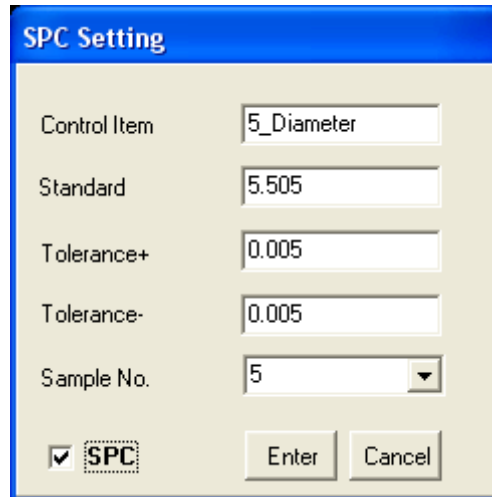 SPC Setting
Control Item 5_Diameter
Standard 5.505
Tolerance+ 0.005
Tolerance- 0.005
Sample No. 5
SPC Enter Cancel